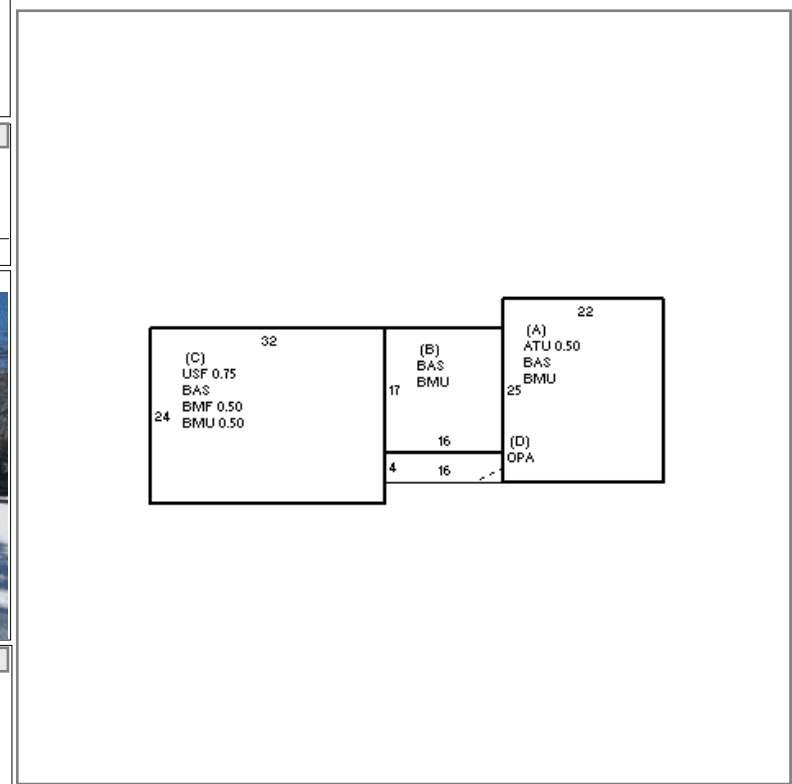 32
(C)
USF 0.75
BAS
BMF 0.50
BMU 0.50
24
(B)
BAS
BMU
17
16
4
16
22
(A)
ATU 0.50
BAS
BMU
25
(D)
OPA